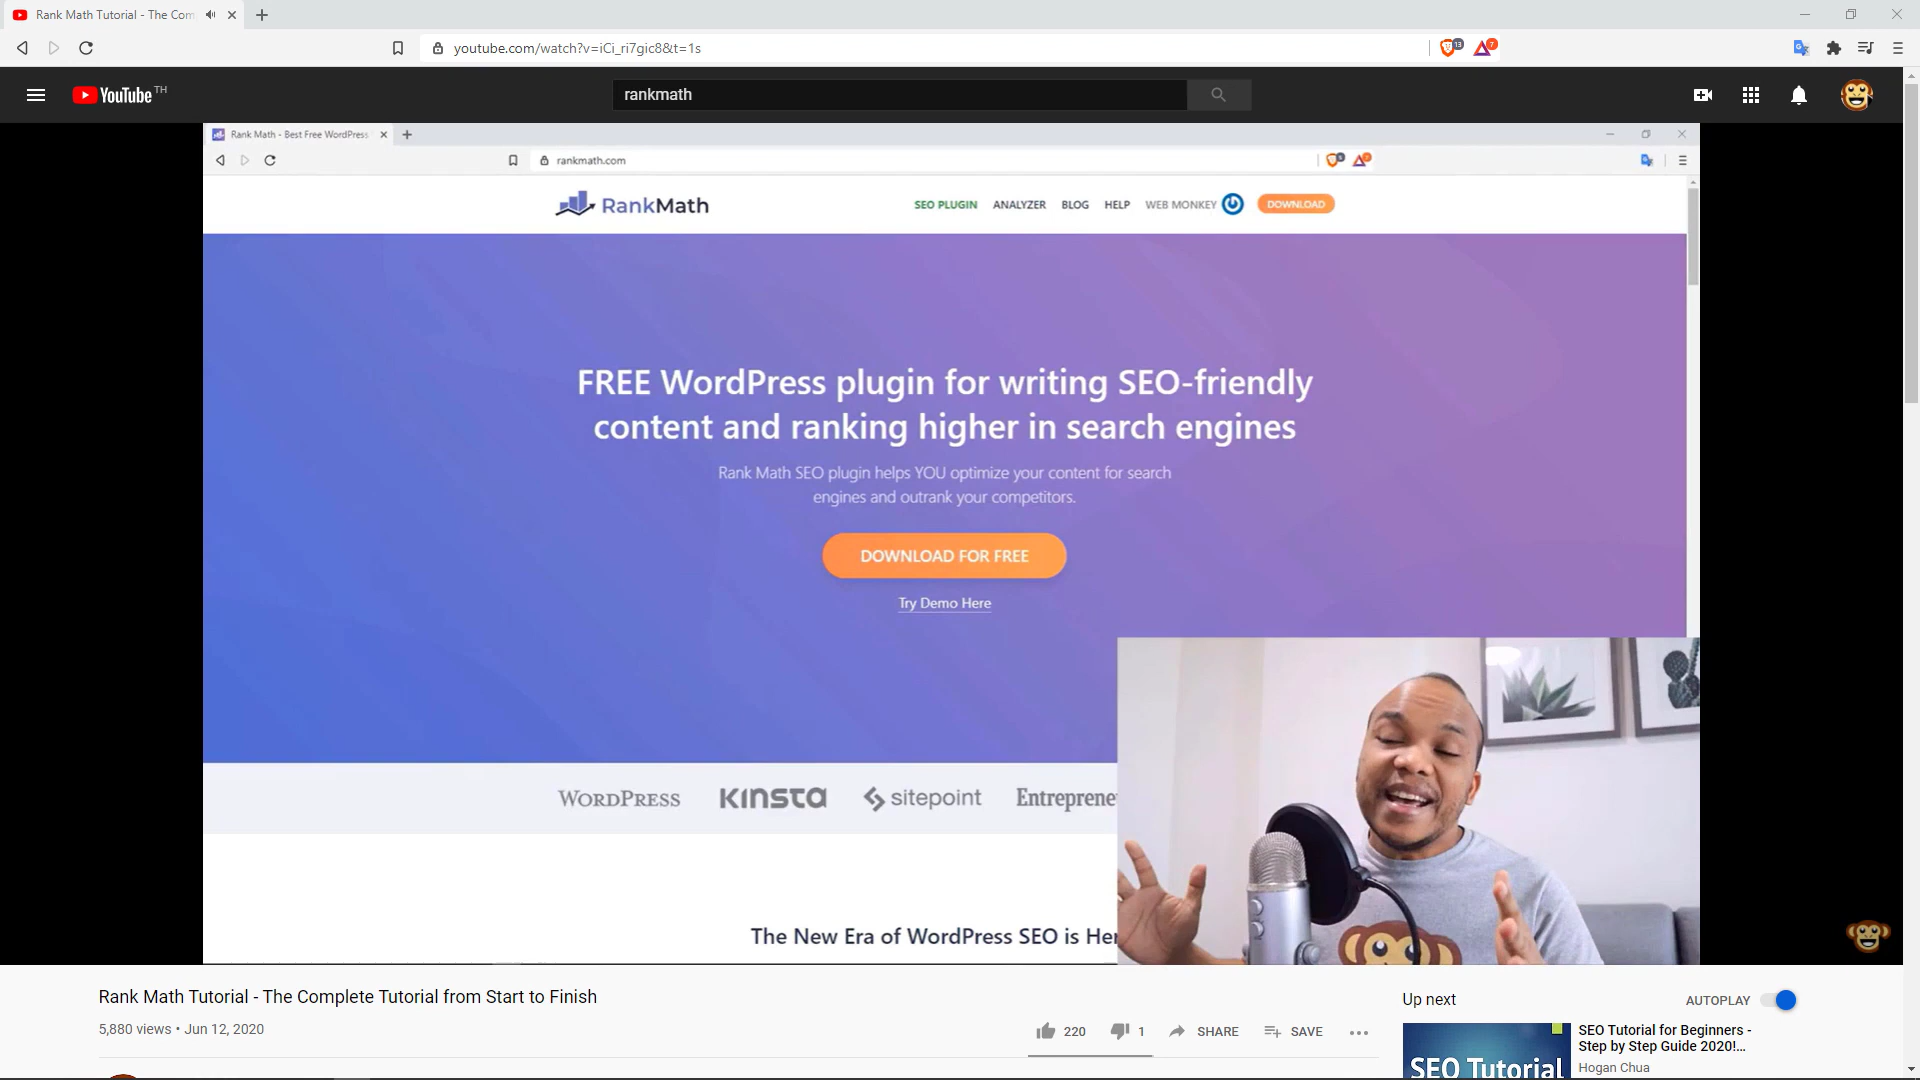 Rank Math Tutorial - The Com
youtube.com/watch?v=iCi_ri7gic8&t=1s
13
7
YouTube TH
rankmath
Rank Math - Best Free WordPress
rankmath.com
RankMath
SEO PLUGIN
ANALYZER
BLOG
HELP
WEB MONKEY
DOWNLOAD
FREE WordPress plugin for writing SEO-friendly
content and ranking higher in search engines
Rank Math SEO plugin helps YOU optimize your content for search
engines and outrank your competitors.
DOWNLOAD FOR FREE
Try Demo Here
WORDPRESS
KINSTA
sitepoint
Entreprene
The New Era of WordPress SEO is Her
Rank Math Tutorial - The Complete Tutorial from Start to Finish
5,880 views • Jun 12, 2020
220
1
SHARE
SAVE
Up next
AUTOPLAY
SEO Tutorial
SEO Tutorial for Beginners -
Step by Step Guide 2020!...
Hogan Chua